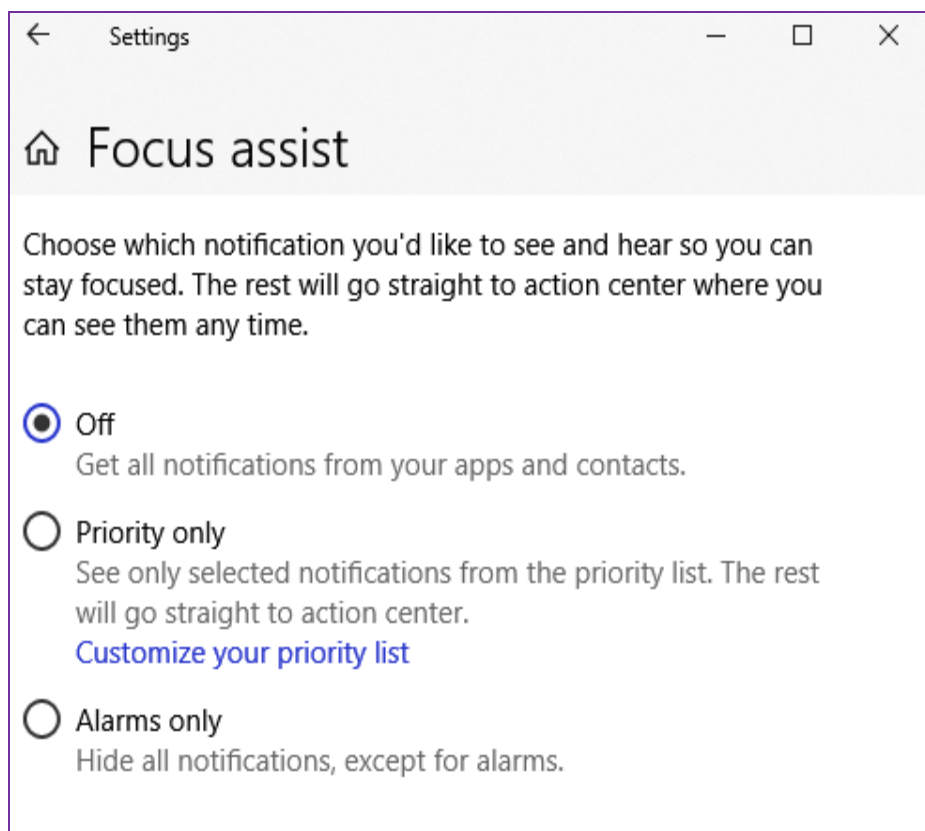 Settings
Focus assist
Choose which notification you'd like to see and hear so you can
stay focused. The rest will go straight to action center where you
can see them any time.
Off
Get all notifications from your apps and contacts.
Priority only
See only selected notifications from the priority list. The rest
will go straight to action center.
Customize your priority list
Alarms only
Hide all notifications, except for alarms.